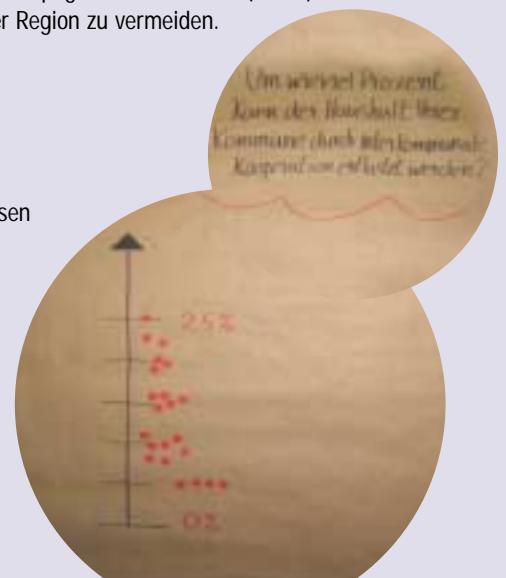 er Region zu vermeiden.
Um wieviel Prozent
kann der Haushalt Ihrer
Kommune durch interkommunale
Kooperation entlastet werden?
sen
25%
0%